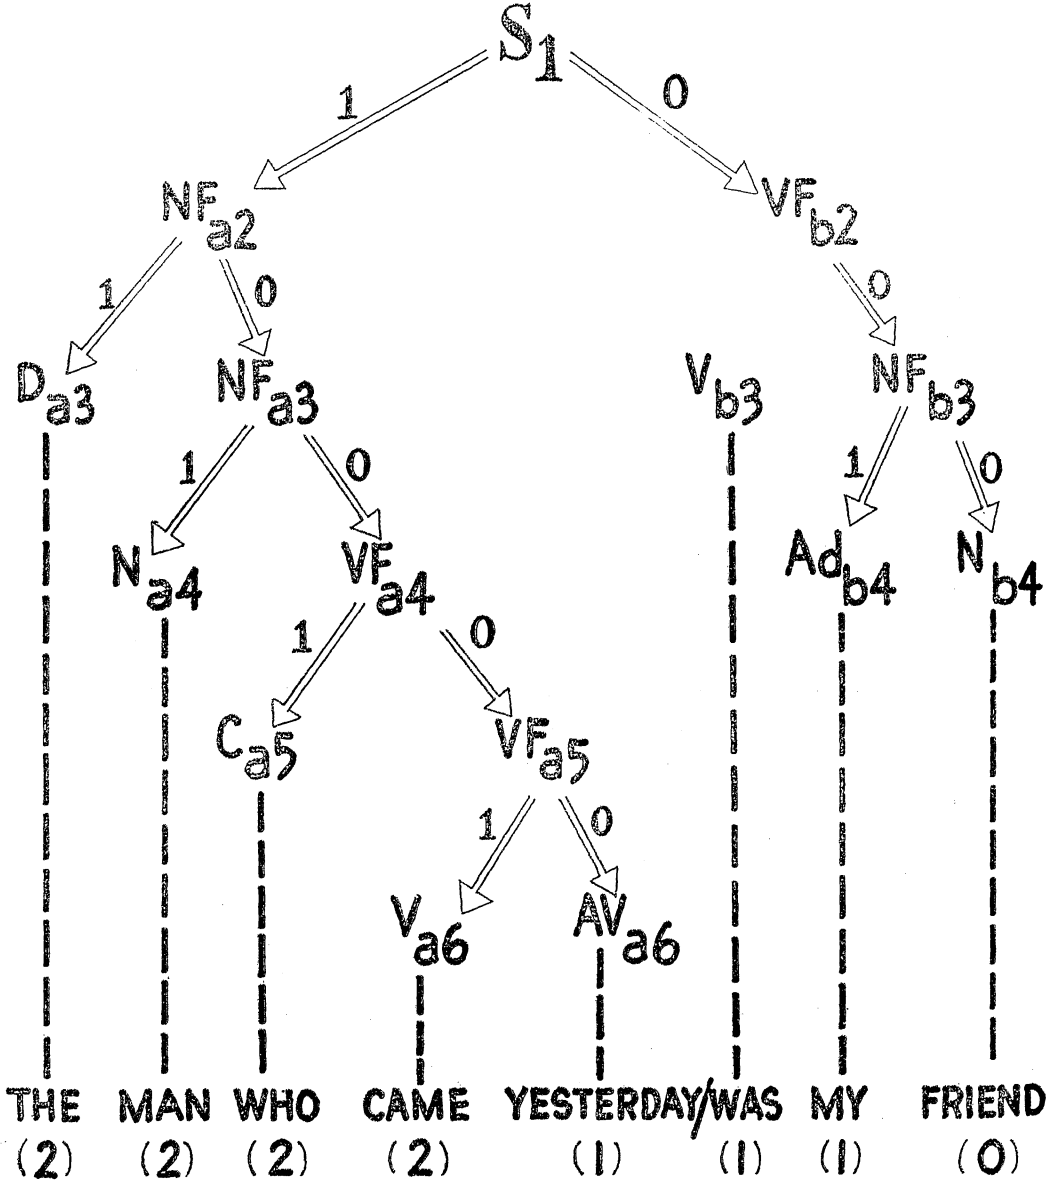 S1
1 0
NFa2 VFb2
1 0 0
Da3 NFa3 Vb3 NFb3
1 0 1 0
Na4 VFa4 Adb4 Nb4
1 0
Ca5 VFa5
1 0
Va6 AVa6
THE MAN WHO CAME YESTERDAY/WAS MY FRIEND
(2) (2) (2) (2) (1) (1) (1) (0)